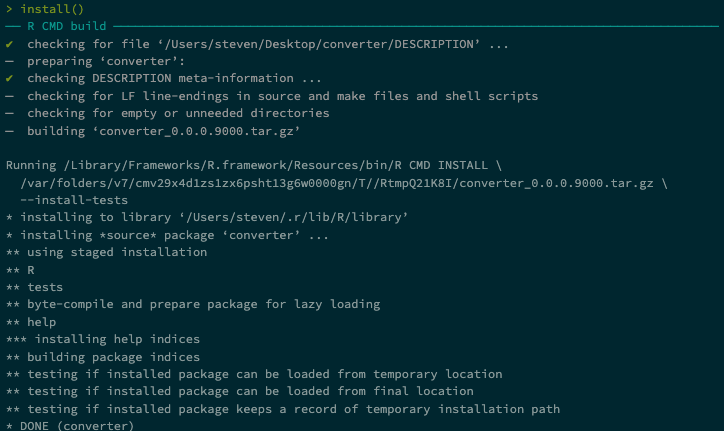 > install()
── R CMD build ──────────────────────────────────────────────
✔  checking for file ‘/Users/steven/Desktop/converter/DESCRIPTION’ ...
─  preparing ‘converter’:
✔  checking DESCRIPTION meta-information ...
─  checking for LF line-endings in source and make files and shell scripts
─  checking for empty or unneeded directories
─  building ‘converter_0.0.0.9000.tar.gz’
Running /Library/Frameworks/R.framework/Resources/bin/R CMD INSTALL \
  /var/folders/v7/cmv29x4d1zs1zx6psht13g6w0000gn/T//RtmpQ21K8I/converter_0.0.0.9000.tar.gz \
  --install-tests
* installing to library ‘/Users/steven/.r/lib/R/library’
* installing *source* package ‘converter’ ...
** using staged installation
** R
** tests
** byte-compile and prepare package for lazy loading
** help
*** installing help indices
** building package indices
** testing if installed package can be loaded from temporary location
** testing if installed package can be loaded from final location
** testing if installed package keeps a record of temporary installation path
* DONE (converter)